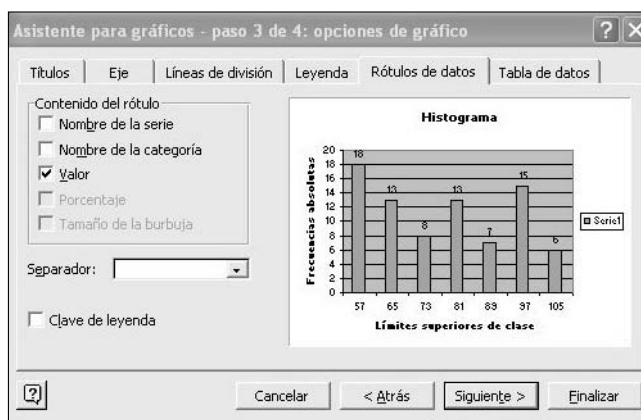 Asistente para gráficos - paso 3 de 4: opciones de gráfico
Títulos
Eje
Líneas de división
Leyenda
Rótulos de datos
Tabla de datos
Contenido del rótulo
Nombre de la serie
Nombre de la categoría
Valor
Porcentaje
Tamaño de la burbuja
Separador:
Clave de leyenda
Histograma
Frecuencias absolutas
20
18
16
14
12
10
8
6
4
2
0
18
13
8
13
7
15
6
57 65 73 81 89 97 105
Límites superiores de clase
Serie1
Cancelar
< Atrás
Siguiente >
Finalizar